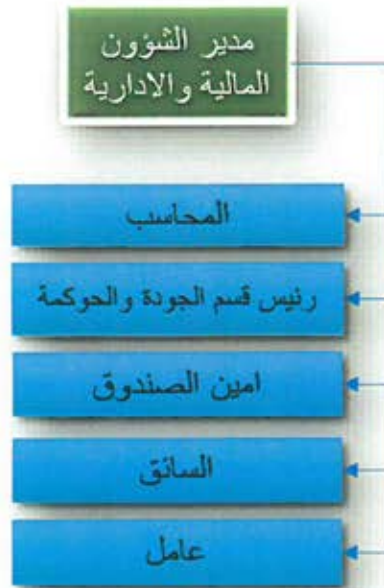 مدير الشؤون
المالية والادارية
المحاسب
رئيس قسم الجودة والحوكمة
امين الصندوق
السائق
عامل